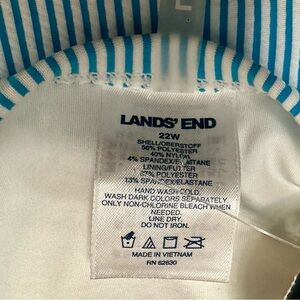 LANDS' END
22W
SHELL/OBERSTOFF
56% POLYESTER
40% NYLON
4% SPANDEX/ELASTANE
LINING/FUTTER
87% POLYESTER
13% SPANDEX/ELASTANE
HAND WASH COLD.
WASH DARK COLORS SEPARATELY.
ONLY NON-CHLORINE BLEACH WHEN
NEEDED.
LINE DRY.
DO NOT IRON.
MADE IN VIETNAM
RN 62830